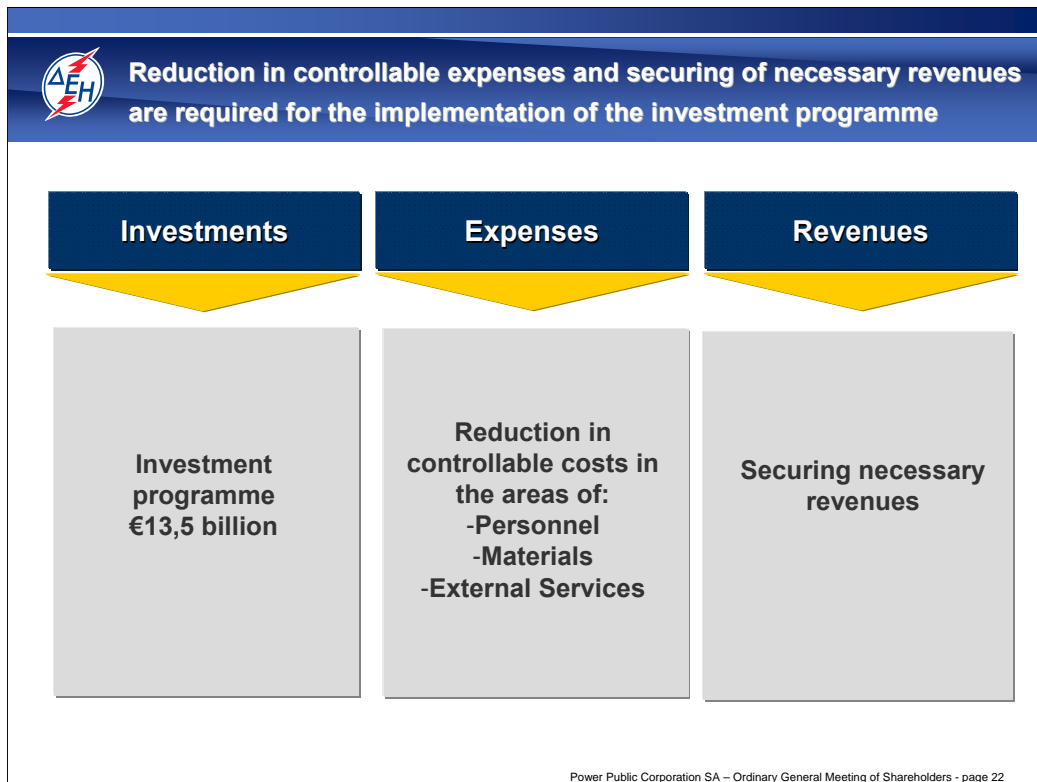 ΔΕΗ
Reduction in controllable expenses and securing of necessary revenues
are required for the implementation of the investment programme
Investments
Expenses
Revenues
Investment
programme
€13,5 billion
Reduction in
controllable costs in
the areas of:
-Personnel
-Materials
-External Services
Securing necessary
revenues
Power Public Corporation SA – Ordinary General Meeting of Shareholders - page 22